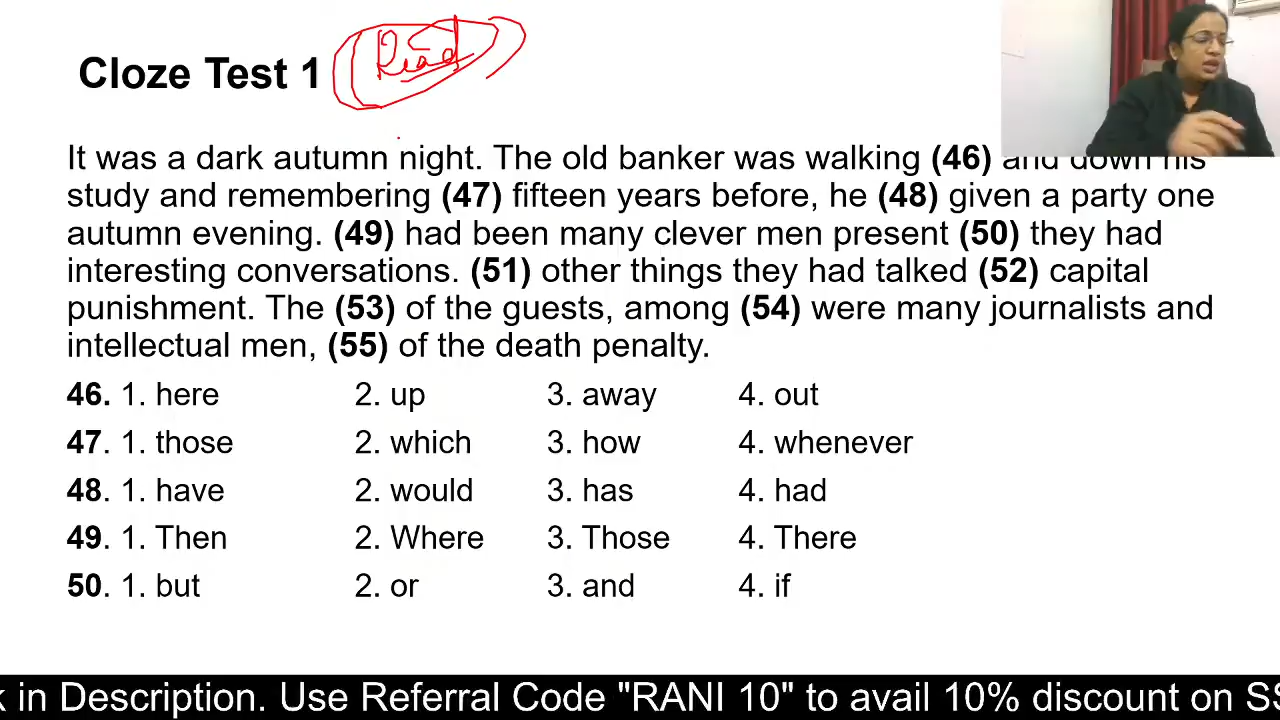 Cloze Test 1
Read
It was a dark autumn night. The old banker was walking (46) and down his
study and remembering (47) fifteen years before, he (48) given a party one
autumn evening. (49) had been many clever men present (50) they had
interesting conversations. (51) other things they had talked (52) capital
punishment. The (53) of the guests, among (54) were many journalists and
intellectual men, (55) of the death penalty.
46. 1. here 2. up 3. away 4. out
47. 1. those 2. which 3. how 4. whenever
48. 1. have 2. would 3. has 4. had
49. 1. Then 2. Where 3. Those 4. There
50. 1. but 2. or 3. and 4. if
k in Description. Use Referral Code "RANI 10" to avail 10% discount on SS